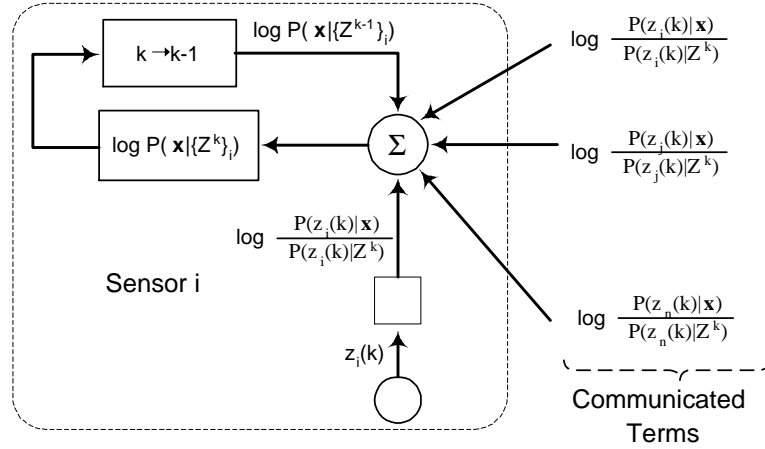 k →k-1
log P( x|{Z^{k-1}}_i)
log P( x|{Z^k}_i)
Σ
log P(z_i(k)|x) / P(z_i(k)|Z^k)
Sensor i
z_i(k)
log P(z_i(k)|x) / P(z_i(k)|Z^k)
log P(z_j(k)|x) / P(z_j(k)|Z^k)
log P(z_n(k)|x) / P(z_n(k)|Z^k)
Communicated
Terms